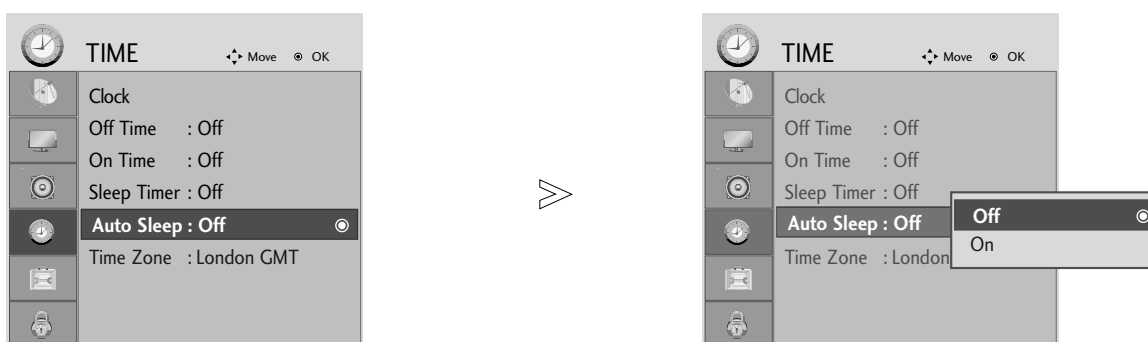 TIME Move OK
Clock
Off Time : Off
On Time : Off
Sleep Timer : Off
Auto Sleep : Off
Time Zone : London GMT
TIME Move OK
Clock
Off Time : Off
On Time : Off
Sleep Timer : Off
Auto Sleep : Off
Time Zone : London
Off
On